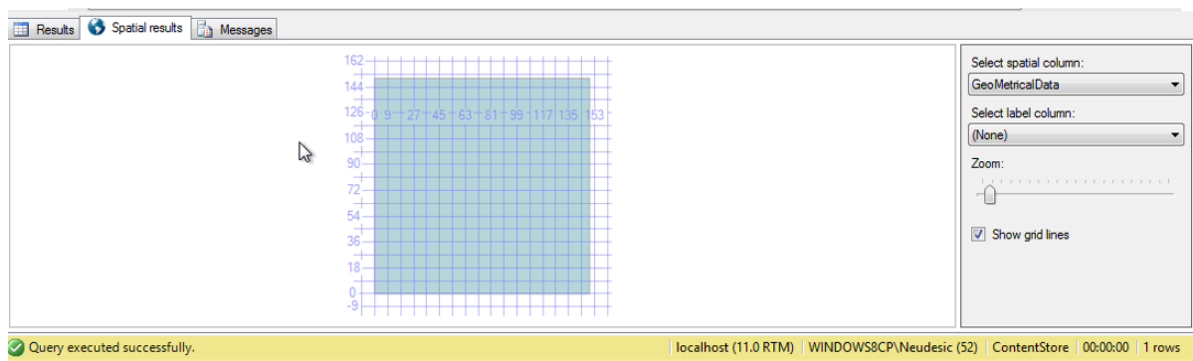 Results Spatial results Messages
162
144
126 0 9 27 45 63 81 99 117 135 153
108
90
72
54
36
18
0
-9
Select spatial column:
GeoMetricalData
Select label column:
(None)
Zoom:
Show grid lines
Query executed successfully. localhost (11.0 RTM) WINDOWS8CP\Neudesic (52) ContentStore 00:00:00 1 rows